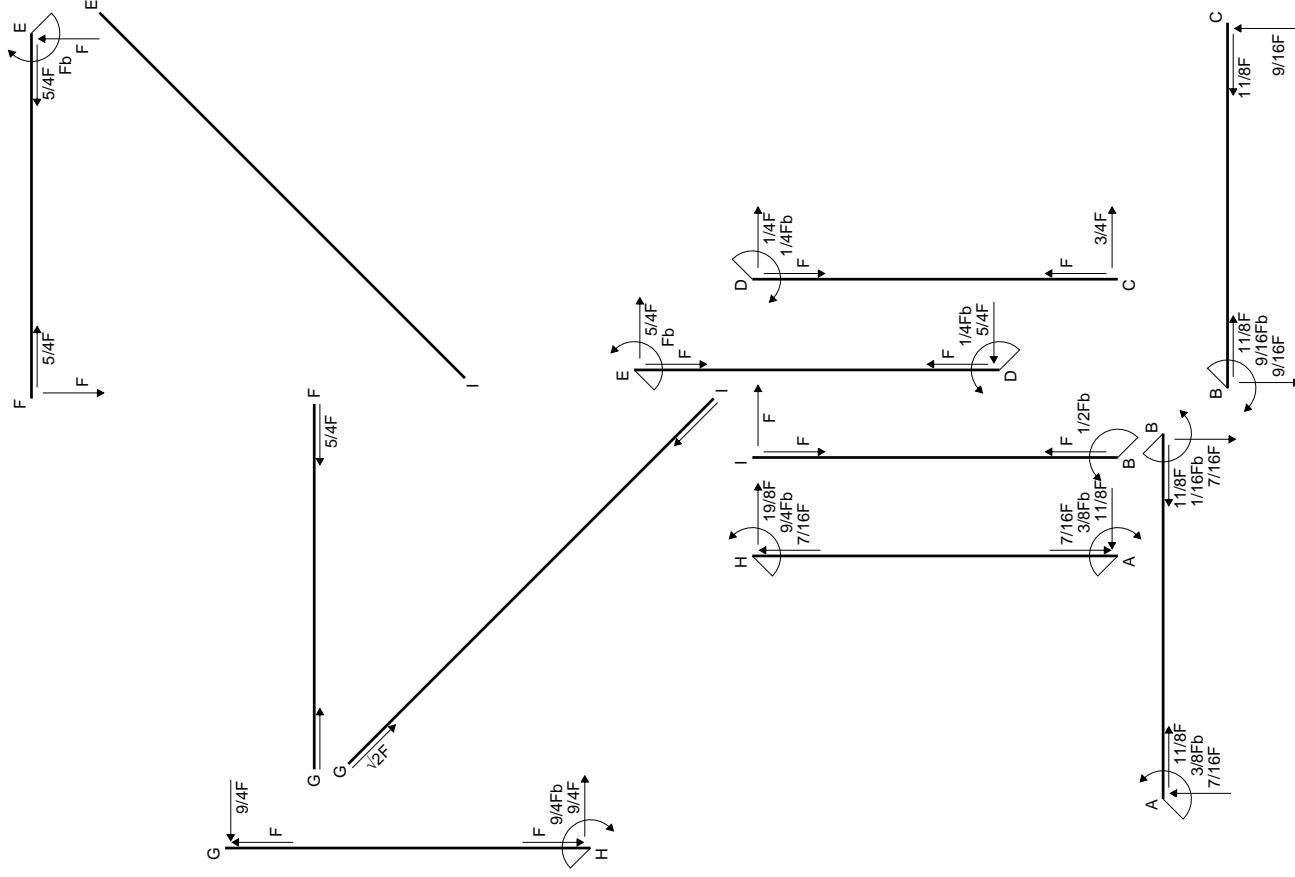 F
E
5/4F
F
5/4F
Fb
F
E
I
G
F
5/4F
G
√2F
I
G
9/4F
F
F
9/4Fb
9/4F
H
E
5/4F
Fb
F
1/4Fb
5/4F
F
D
D
1/4F
1/4Fb
F
3/4F
F
C
I
F
F
F
1/2Fb
B
H
19/8F
9/4Fb
7/16F
7/16F
3/8Fb
11/8F
A
A
11/8F
3/8Fb
7/16F
B
11/8F
1/16Fb
7/16F
B
11/8F
9/16Fb
9/16F
C
11/8F
9/16F